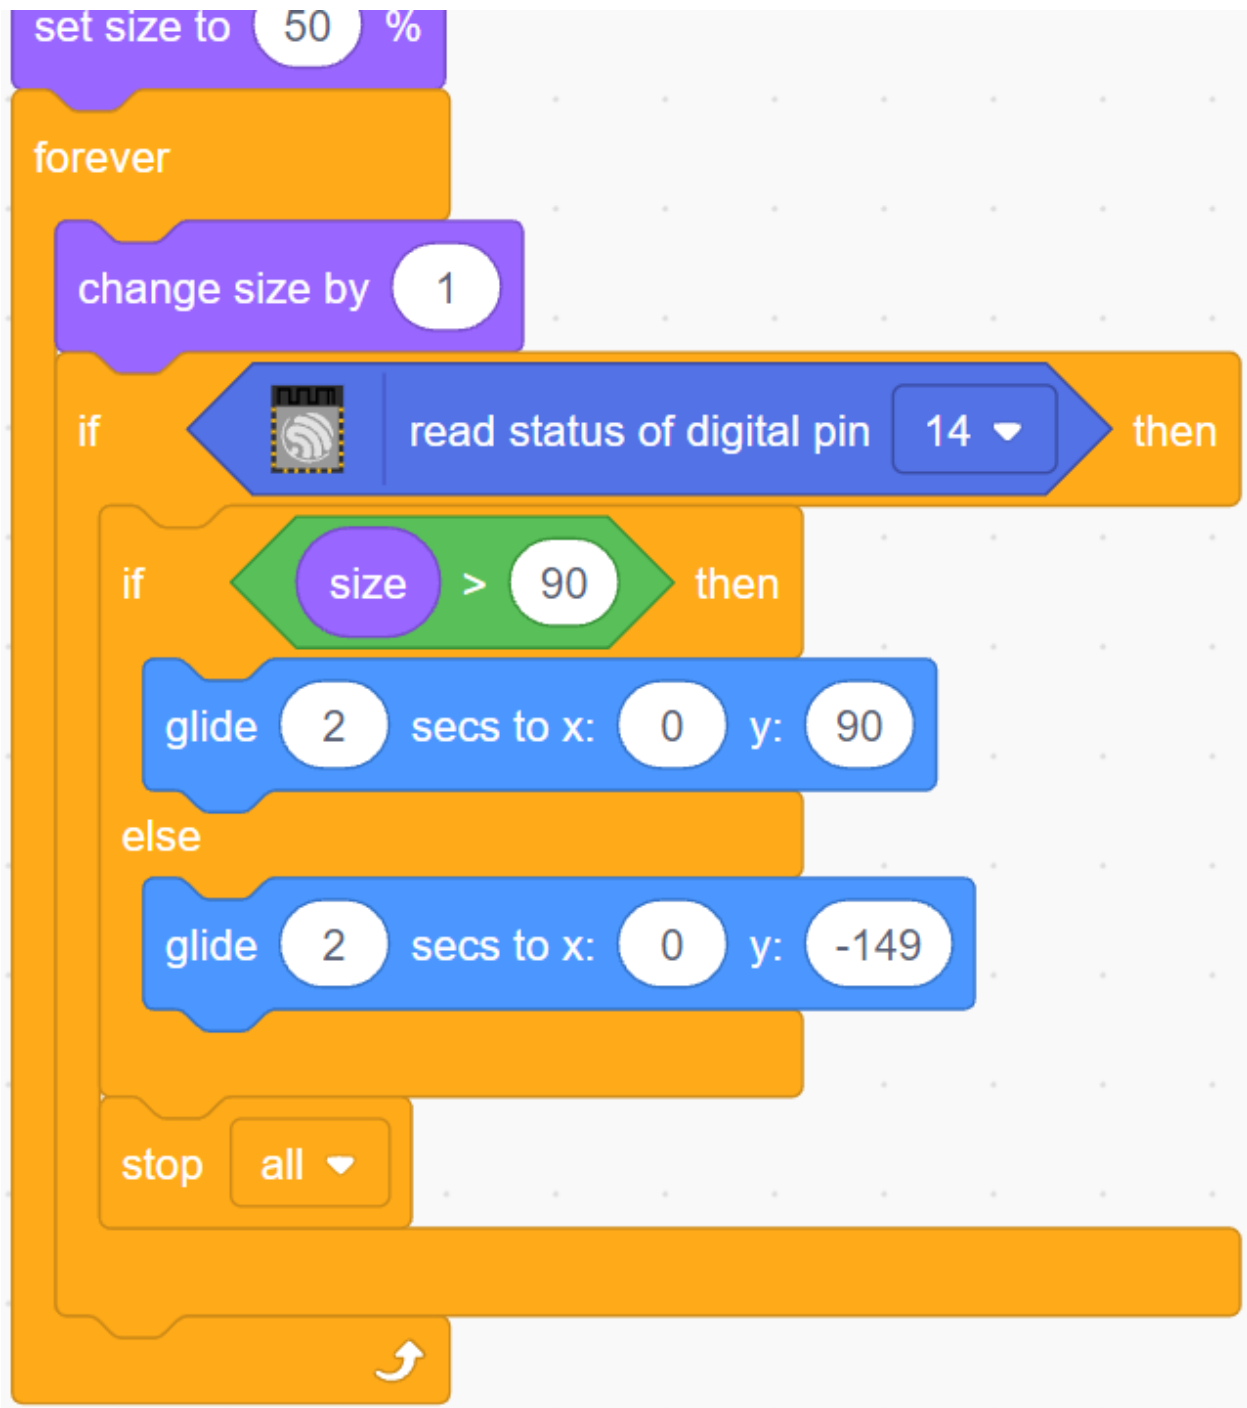 set size to 50 %
forever
change size by 1
if read status of digital pin 14 then
if size > 90 then
glide 2 secs to x: 0 y: 90
else
glide 2 secs to x: 0 y: -149
stop all